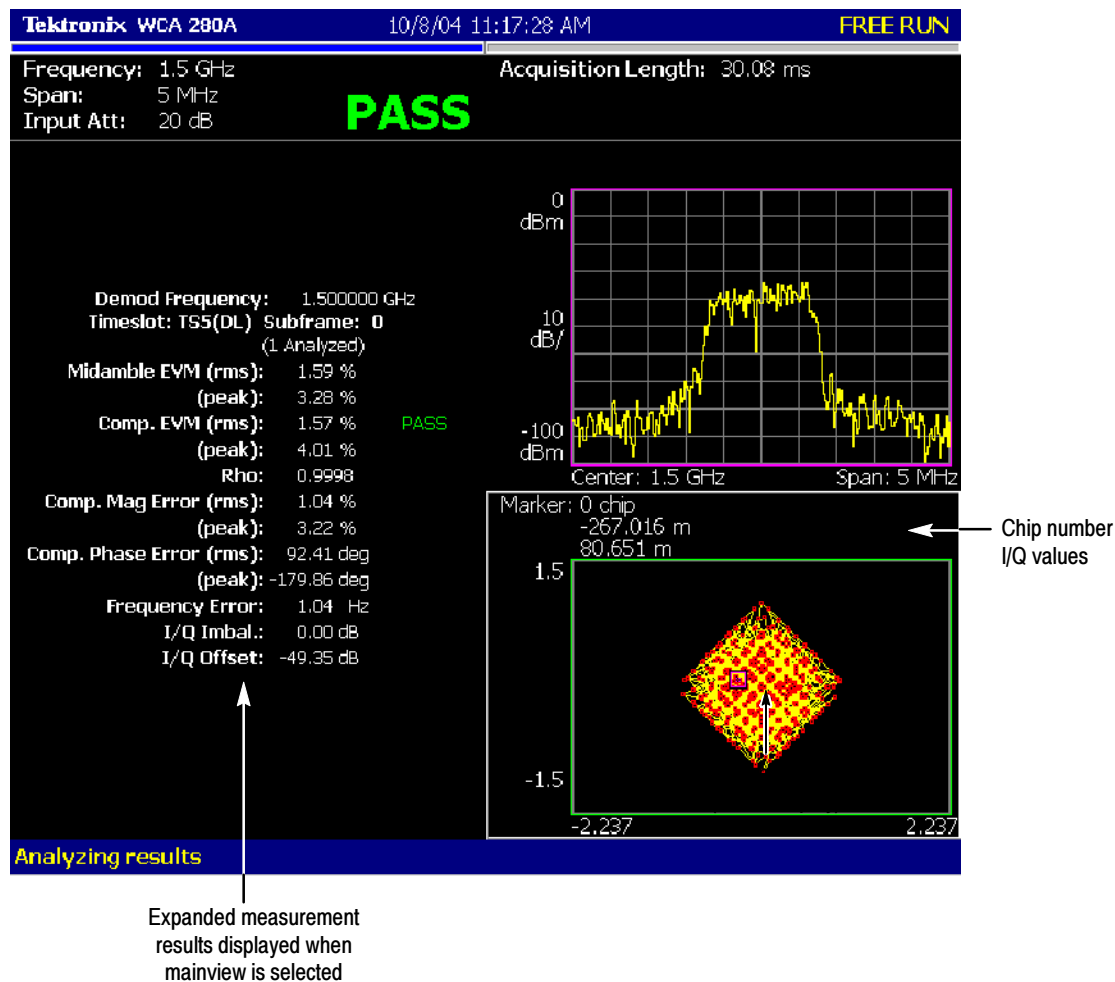 Tektronix WCA 280A 10/8/04 11:17:28 AM FREE RUN
Frequency: 1.5 GHz
Span: 5 MHz
Input Att: 20 dB
PASS
Acquisition Length: 30.08 ms
Demod Frequency: 1.500000 GHz
Timeslot: TS5(DL) Subframe: 0
(1 Analyzed)
Midamble EVM (rms): 1.59 %
(peak): 3.28 %
Comp. EVM (rms): 1.57 % PASS
(peak): 4.01 %
Rho: 0.9998
Comp. Mag Error (rms): 1.04 %
(peak): 3.22 %
Comp. Phase Error (rms): 92.41 deg
(peak): -179.86 deg
Frequency Error: 1.04 Hz
I/Q Imbal.: 0.00 dB
I/Q Offset: -49.35 dB
0
dBm
10
dB/
-100
dBm
Center: 1.5 GHz Span: 5 MHz
Marker: 0 chip
-267.016 m
80.651 m
1.5
-1.5
-2.237 2.237
Chip number
I/Q values
Analyzing results
Expanded measurement
results displayed when
mainview is selected